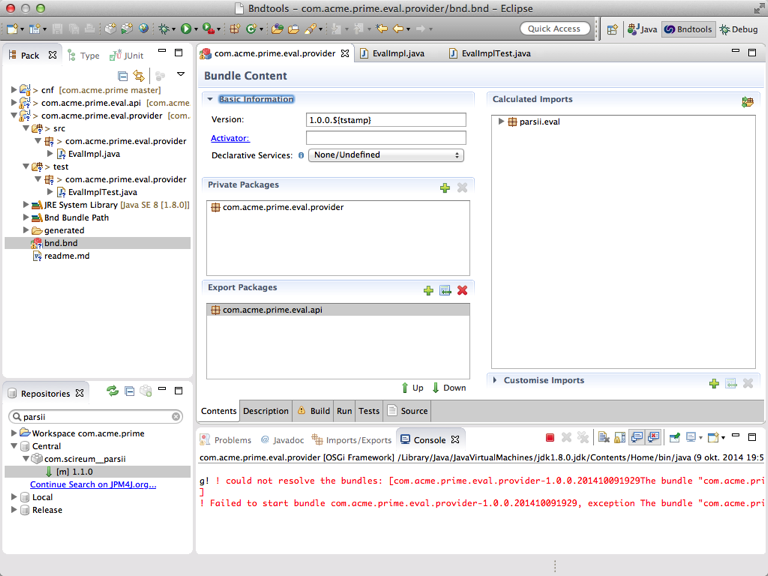 Bndtools - com.acme.prime.eval.provider/bnd.bnd - Eclipse
Quick Access
Java
Bndtools
Debug
Pack
Type
JUnit
cnf [com.acme.prime master]
com.acme.prime.eval.api [com.acme
com.acme.prime.eval.provider [com.
src
com.acme.prime.eval.provider
EvalImpl.java
test
com.acme.prime.eval.provider
EvalImplTest.java
JRE System Library [Java SE 8 [1.8.0]]
Bnd Bundle Path
generated
bnd.bnd
readme.md
Repositories
parsii
Workspace com.acme.prime
Central
com.scireum__parsii
[m] 1.1.0
Continue Search on JPM4J.org...
Local
Release
com.acme.prime.eval.provider
EvalImpl.java
EvalImplTest.java
Bundle Content
Basic Information
Version:
1.0.0.${tstamp}
Activator:
Declarative Services:
None/Undefined
Private Packages
com.acme.prime.eval.provider
Export Packages
com.acme.prime.eval.api
Up
Down
Calculated Imports
parsii.eval
Customise Imports
Contents
Description
Build
Run
Tests
Source
Problems
Javadoc
Imports/Exports
Console
com.acme.prime.eval.provider [OSGi Framework] /Library/Java/JavaVirtualMachines/jdk1.8.0.jdk/Contents/Home/bin/java (9 okt. 2014 19:5
g! ! could not resolve the bundles: [com.acme.prime.eval.provider-1.0.0.201410091929The bundle "com.acme.pri
]
! Failed to start bundle com.acme.prime.eval.provider-1.0.0.201410091929, exception The bundle "com.acme.pri